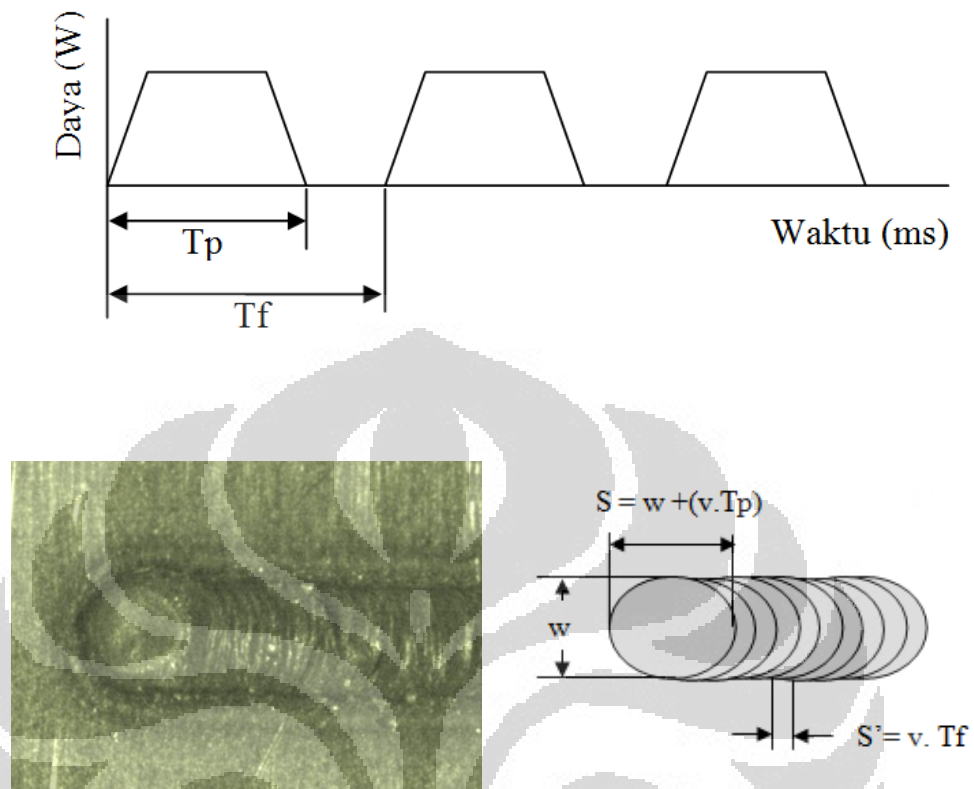 Daya (W)
Tp
Waktu (ms)
Tf
S = w +(v.Tp)
w
S'= v. Tf